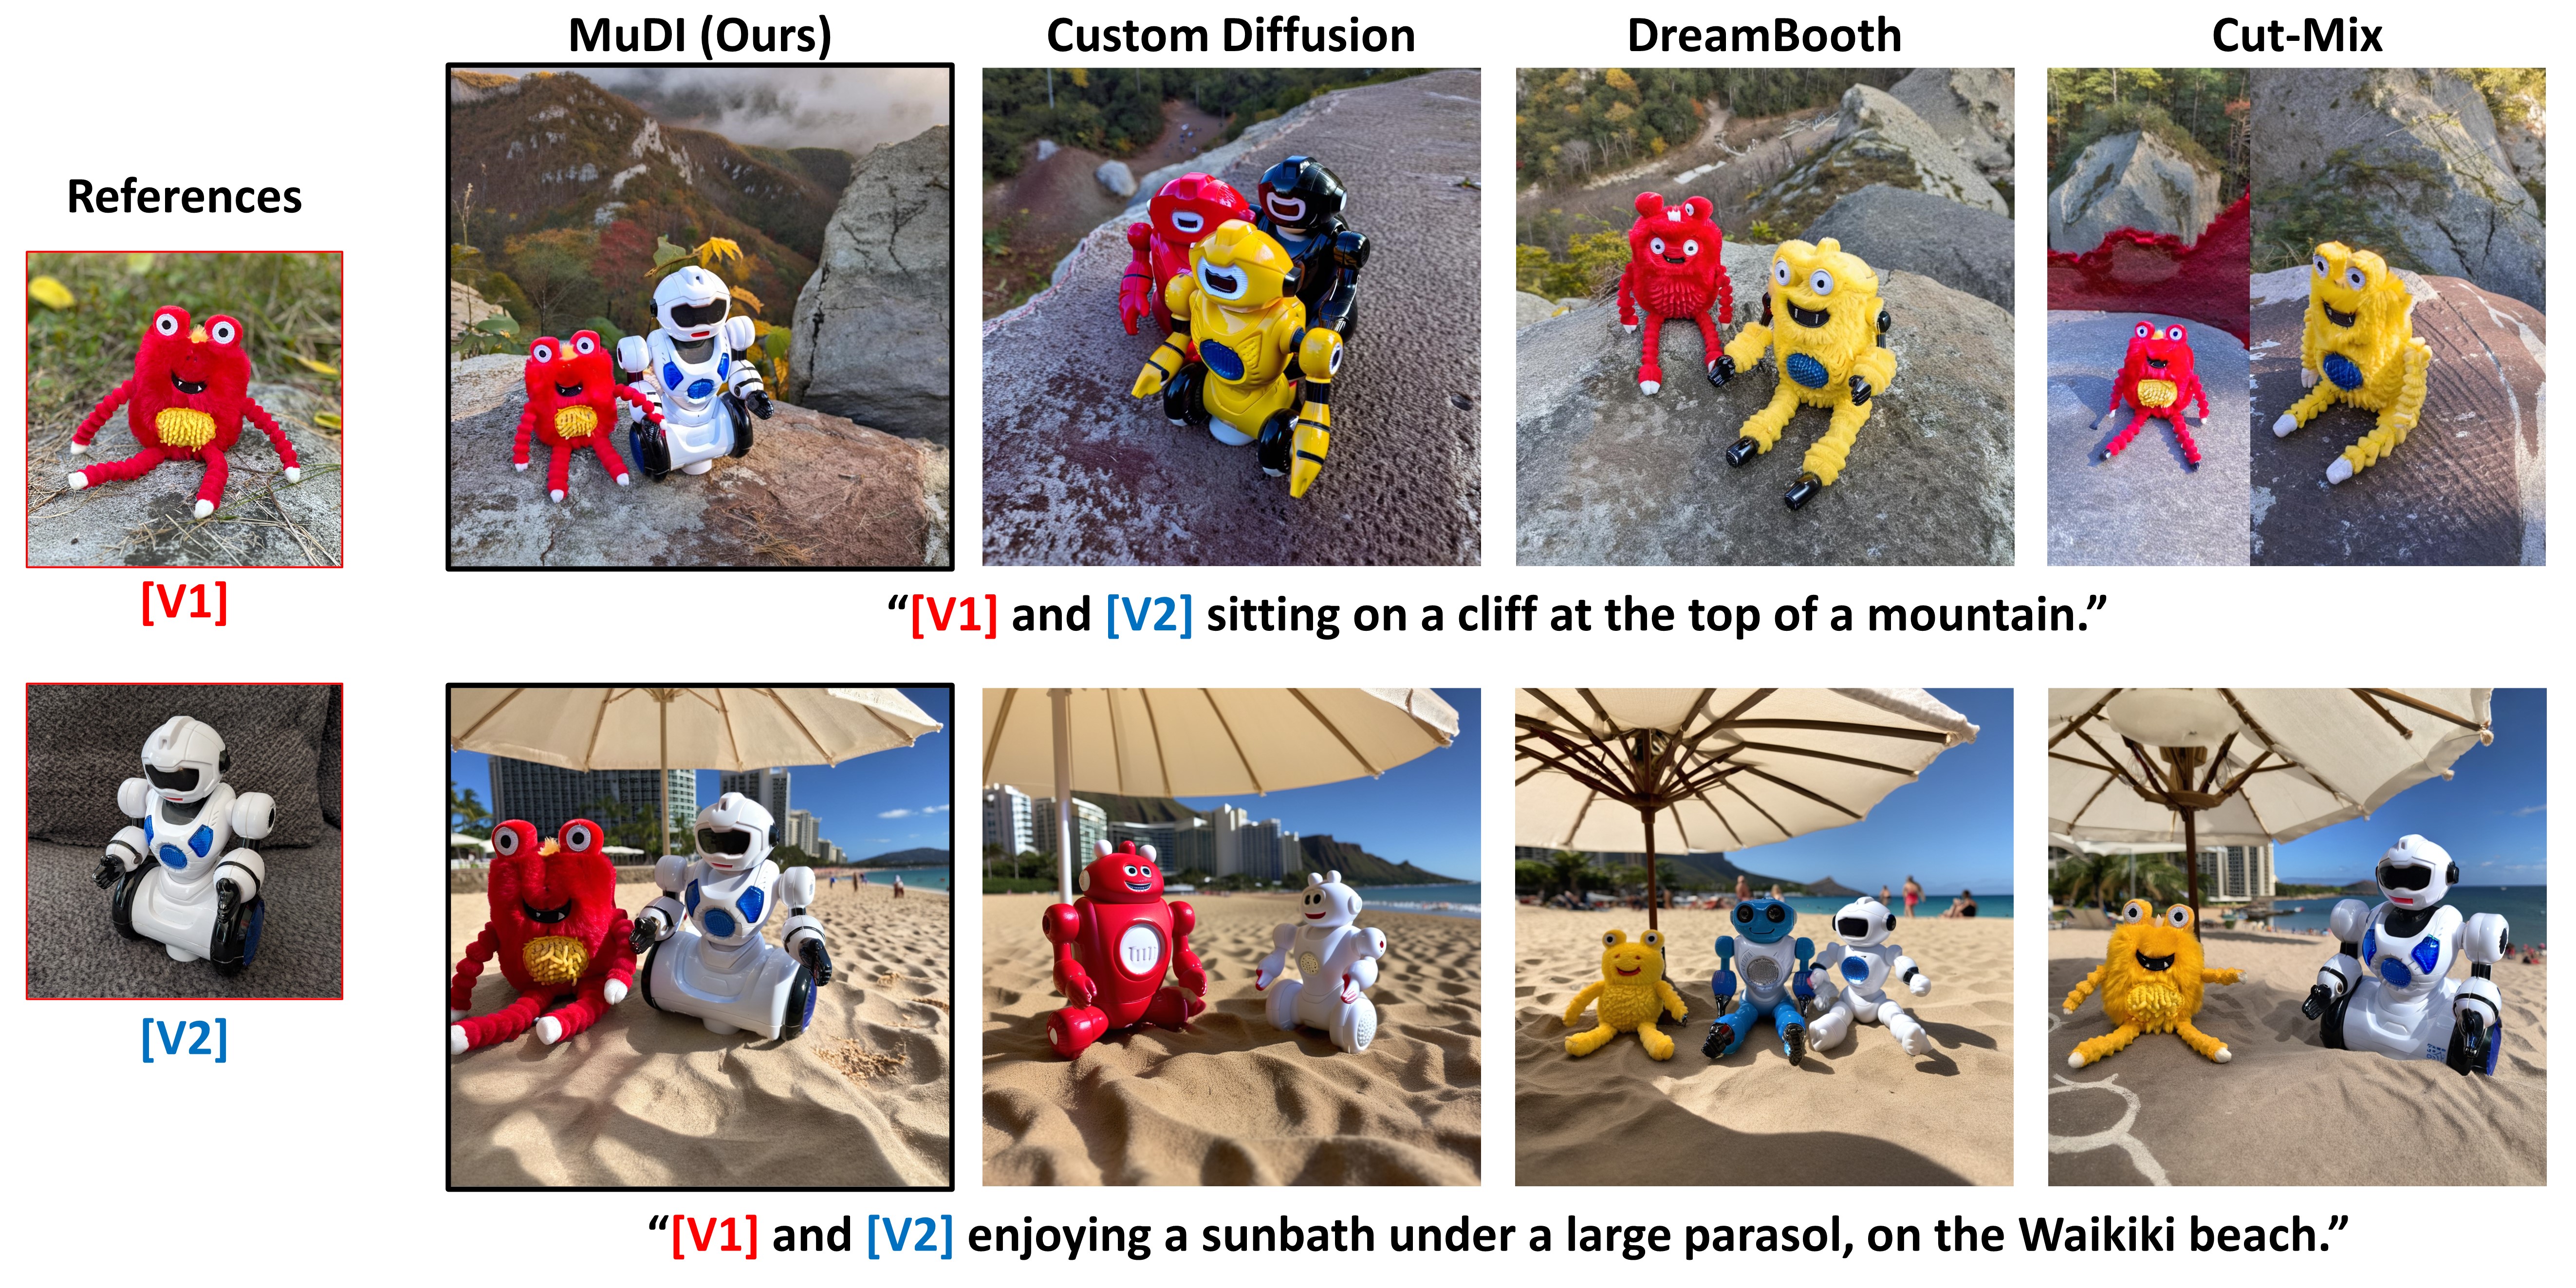 MuDI (Ours) Custom Diffusion DreamBooth Cut-Mix
References
[V1]
“[V1] and [V2] sitting on a cliff at the top of a mountain.”
[V2]
“[V1] and [V2] enjoying a sunbath under a large parasol, on the Waikiki beach.”